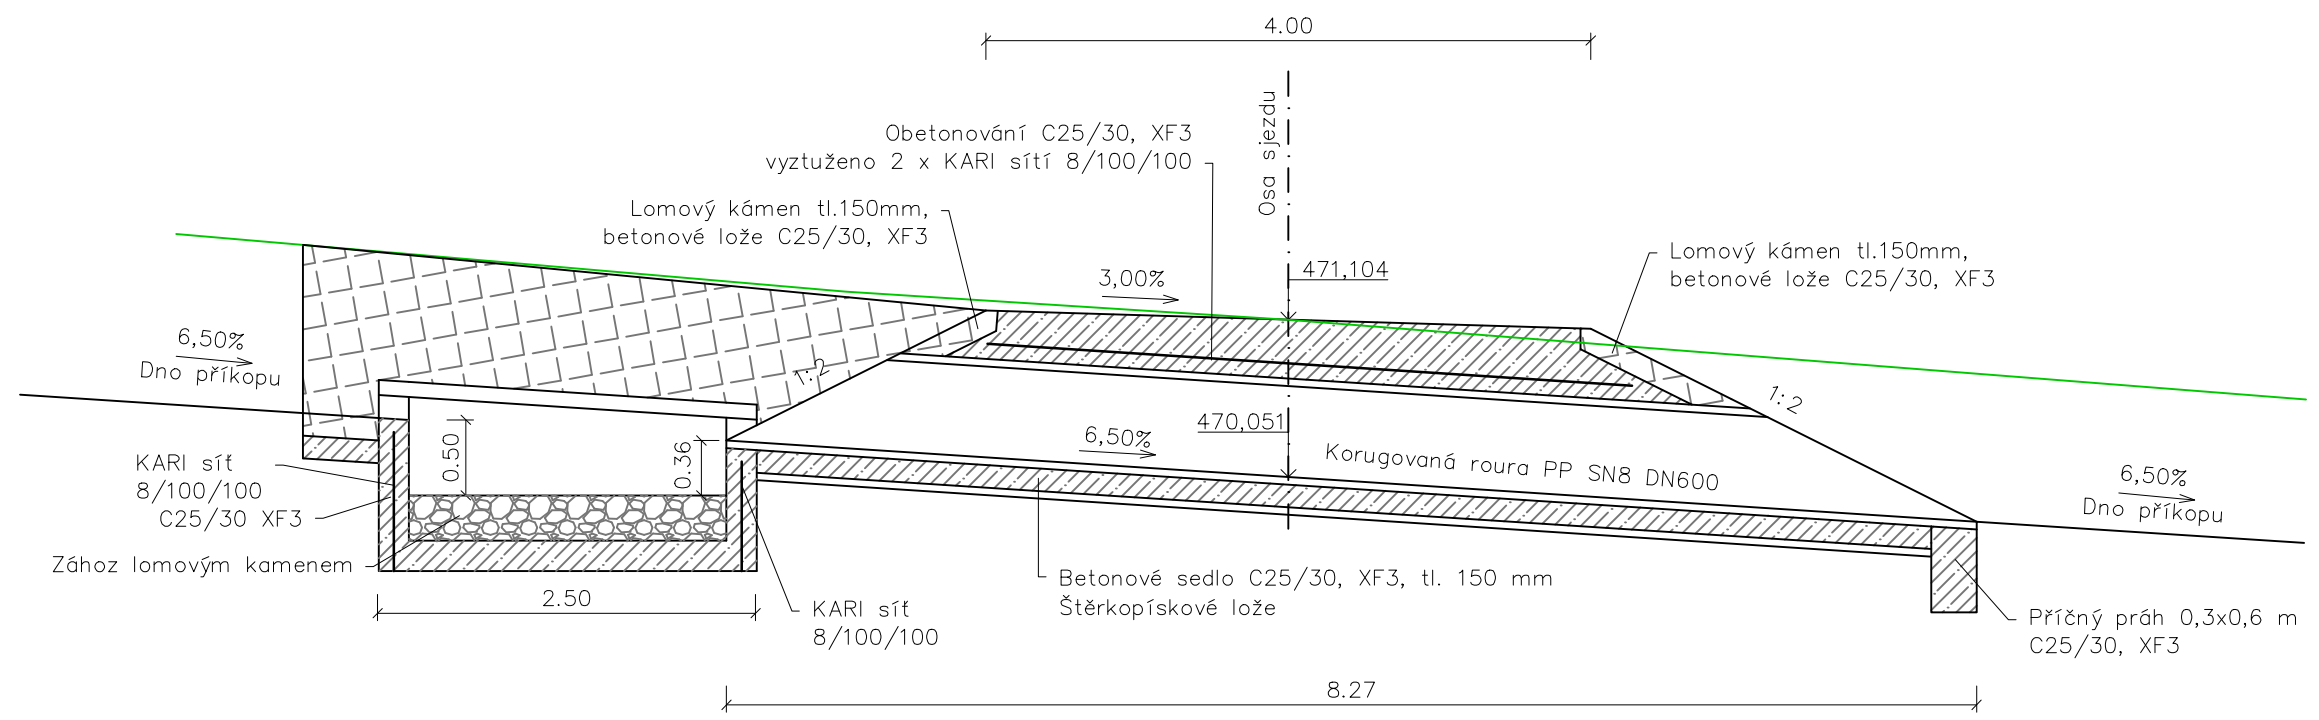 4.00
Osa sjezdu
Obetonování C25/30, XF3
vyztuženo 2 x KARI sítí 8/100/100
Lomový kámen tl.150mm,
betonové lože C25/30, XF3
Lomový kámen tl.150mm,
betonové lože C25/30, XF3
3,00%
471,104
6,50%
Dno příkopu
1:2
1:2
470,051
6,50%
Korugovaná roura PP SN8 DN600
0.50
0.36
KARI síť
8/100/100
C25/30 XF3
Zához lomovým kamenem
6,50%
Dno příkopu
2.50
KARI síť
8/100/100
Betonové sedlo C25/30, XF3, tl. 150 mm
Štěrkopískové lože
Příčný práh 0,3x0,6 m
C25/30, XF3
8.27